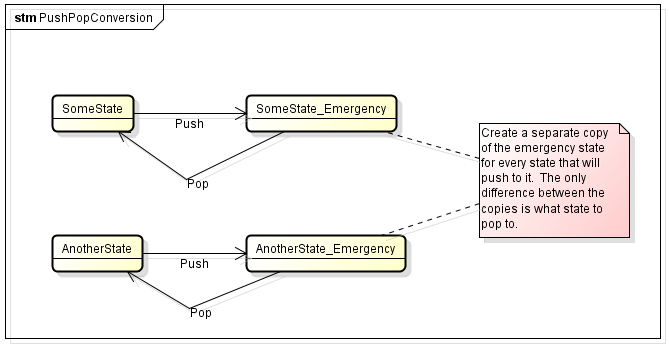 stm PushPopConversion
SomeState
SomeState_Emergency
Push
Pop
Create a separate copy
of the emergency state
for every state that will
push to it. The only
difference between the
copies is what state to
pop to.
AnotherState
AnotherState_Emergency
Push
Pop